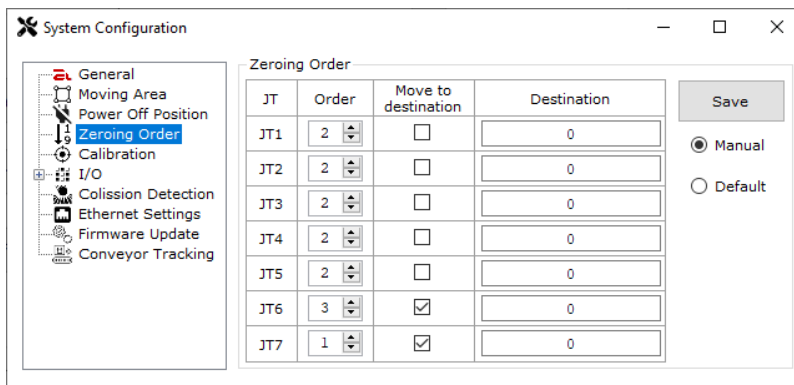 System Configuration
General
Moving Area
Power Off Position
Zeroing Order
Calibration
I/O
Colission Detection
Ethernet Settings
Firmware Update
Conveyor Tracking
Zeroing Order
JT Order Move to destination Destination
JT1 2 0
JT2 2 0
JT3 2 0
JT4 2 0
JT5 2 0
JT6 3 0
JT7 1 0
Save
Manual
Default